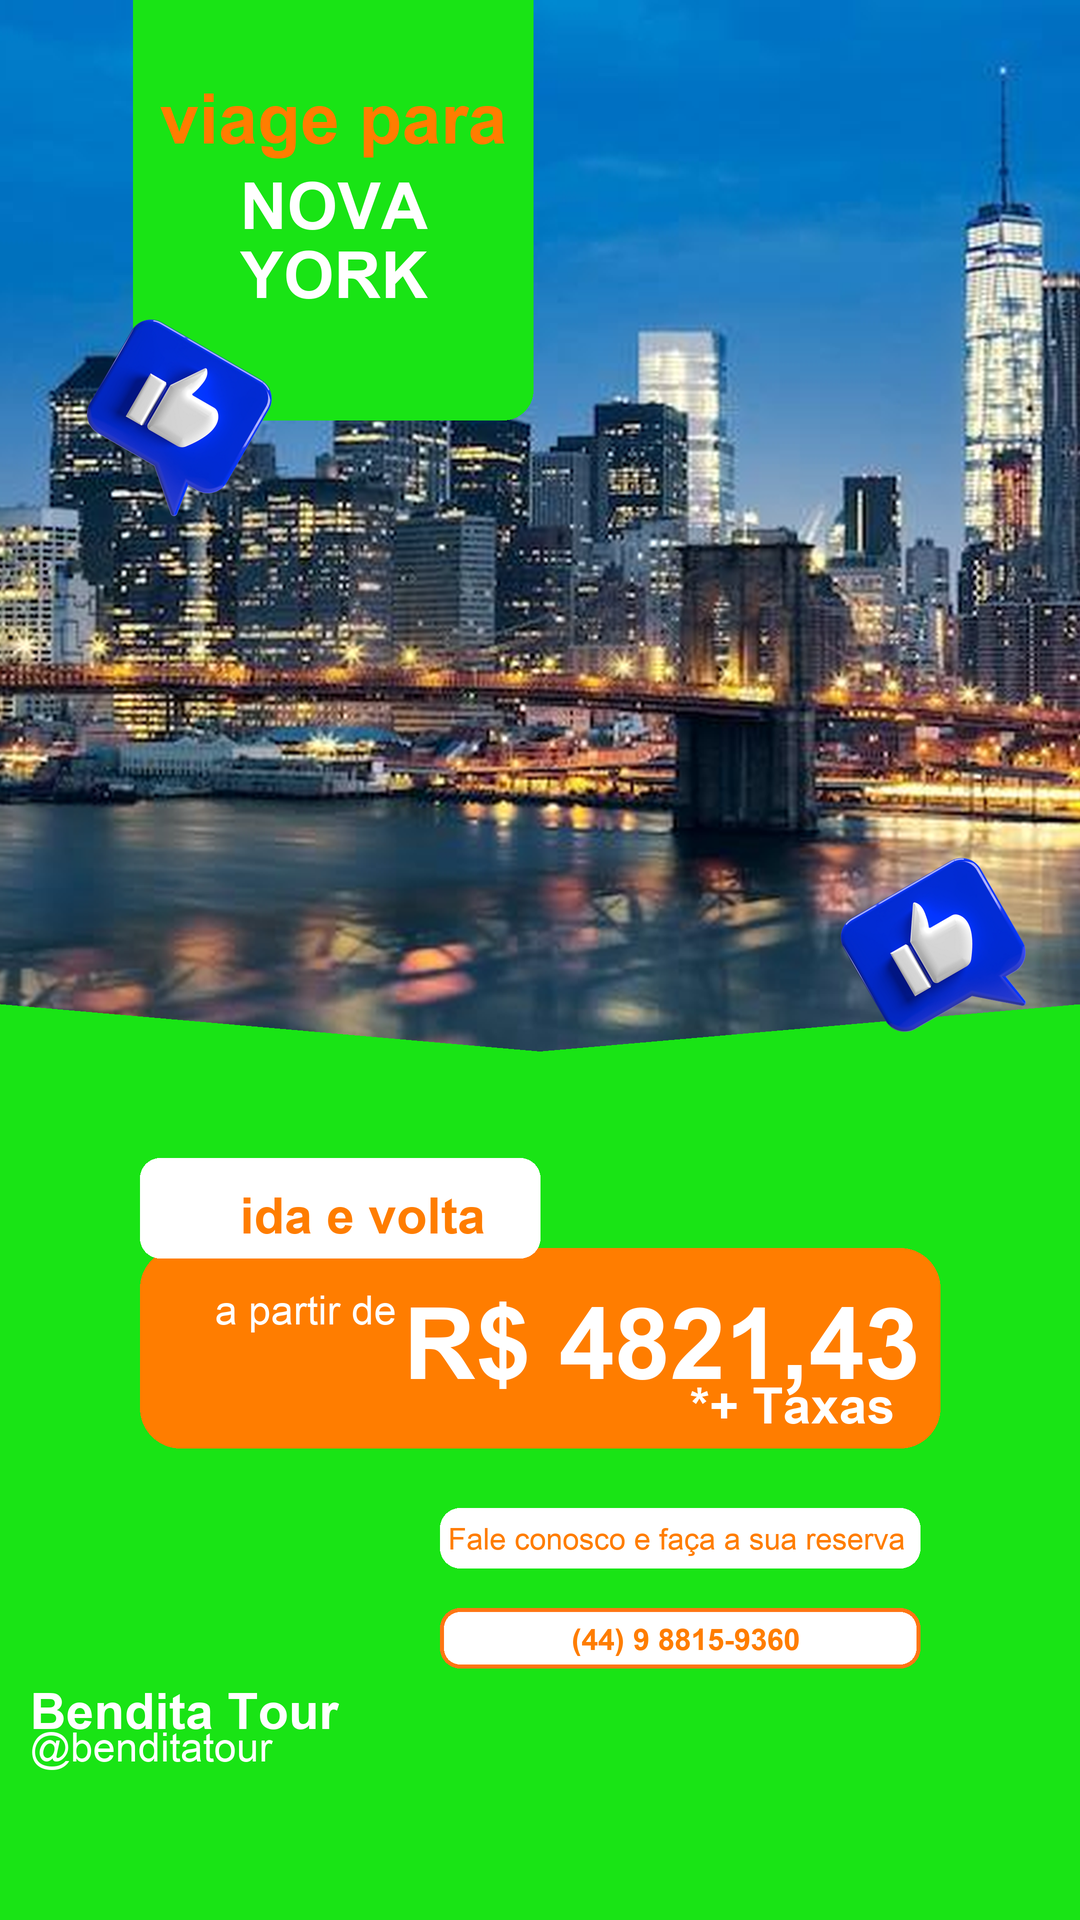 viage para
NOVA
YORK
ida e volta
a partir de
R$ 4821,43
*+ Taxas
Fale conosco e faça a sua reserva
(44) 9 8815-9360
Bendita Tour
@benditatour